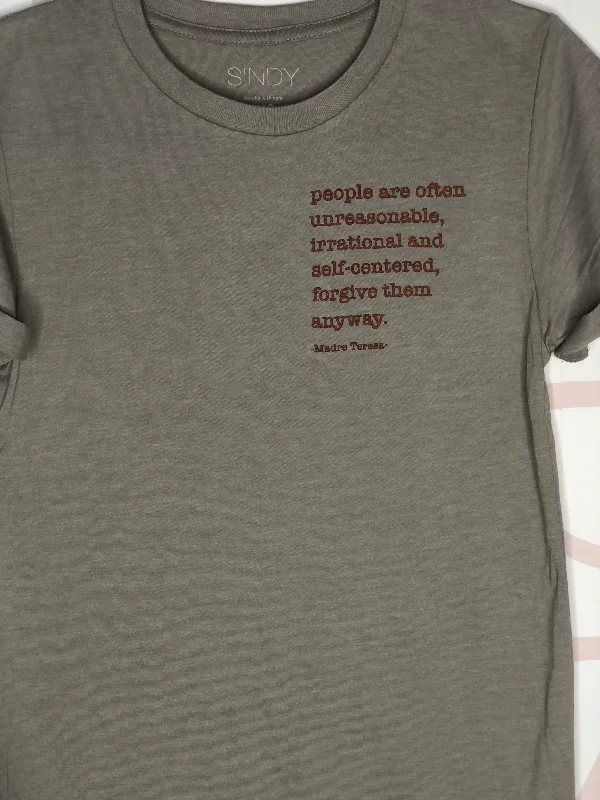 S!NDY
people are often
unreasonable,
irrational and
self-centered,
forgive them
anyway.
-Madre Teresa-